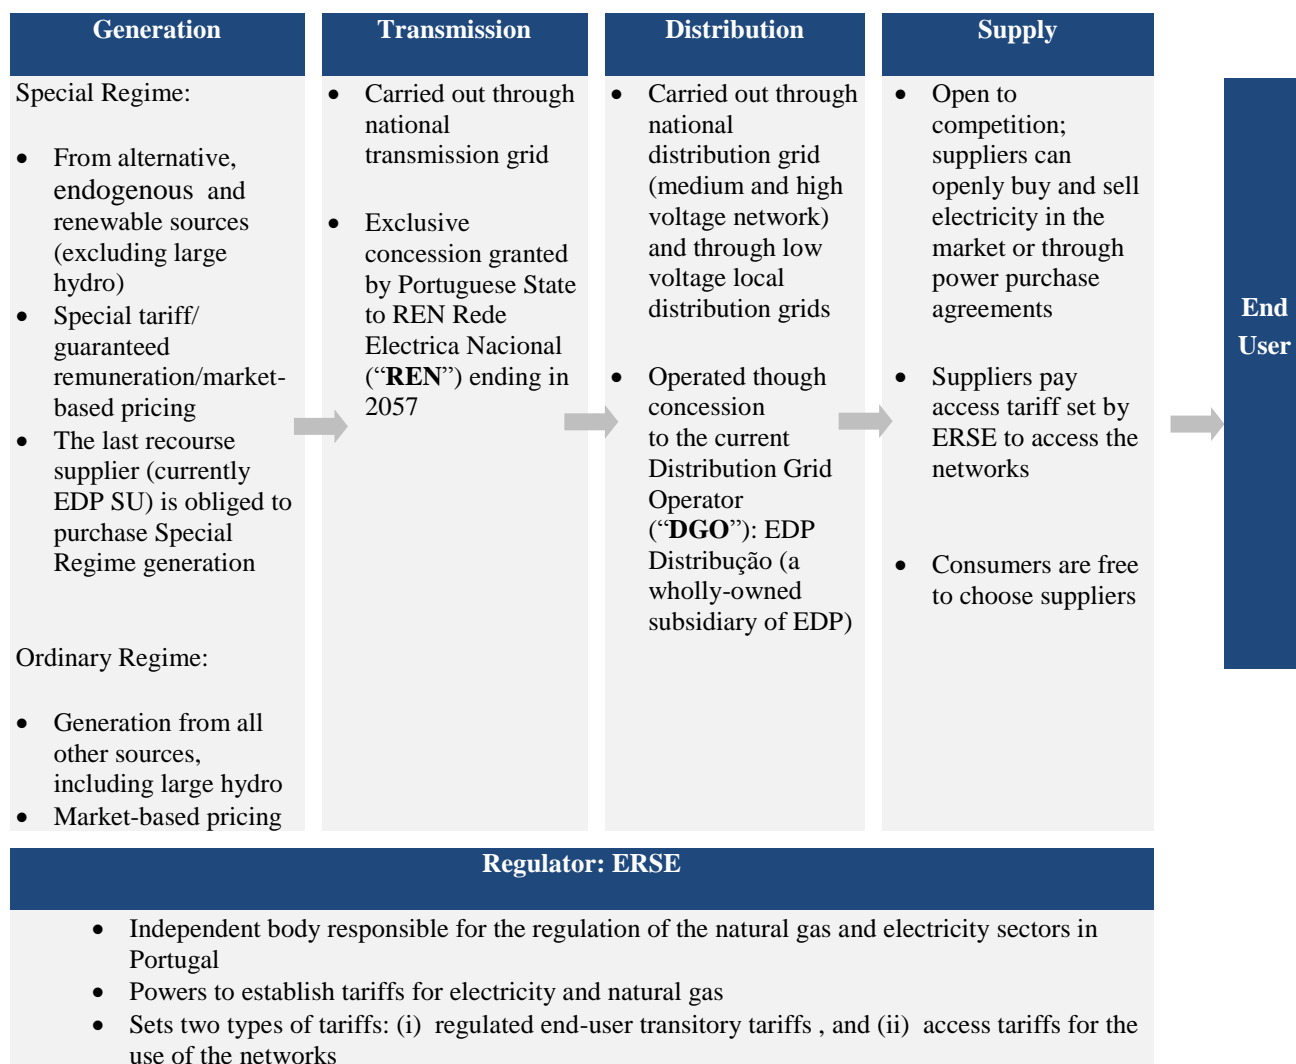 Generation
Special Regime:
• From alternative,
endogenous and
renewable sources
(excluding large
hydro)
• Special tariff/
guaranteed
remuneration/market-
based pricing
• The last recourse
supplier (currently
EDP SU) is obliged to
purchase Special
Regime generation
Ordinary Regime:
• Generation from all
other sources,
including large hydro
• Market-based pricing
Transmission
• Carried out through
national
transmission grid
• Exclusive
concession granted
by Portuguese State
to REN Rede
Electrica Nacional
(“REN”) ending in
2057
Distribution
• Carried out through
national
distribution grid
(medium and high
voltage network)
and through low
voltage local
distribution grids
• Operated though
concession
to the current
Distribution Grid
Operator
(“DGO”): EDP
Distribução (a
wholly-owned
subsidiary of EDP)
Supply
• Open to
competition;
suppliers can
openly buy and sell
electricity in the
market or through
power purchase
agreements
• Suppliers pay
access tariff set by
ERSE to access the
networks
• Consumers are free
to choose suppliers
End
User
Regulator: ERSE
• Independent body responsible for the regulation of the natural gas and electricity sectors in
Portugal
• Powers to establish tariffs for electricity and natural gas
• Sets two types of tariffs: (i) regulated end-user transitory tariffs , and (ii) access tariffs for the
use of the networks